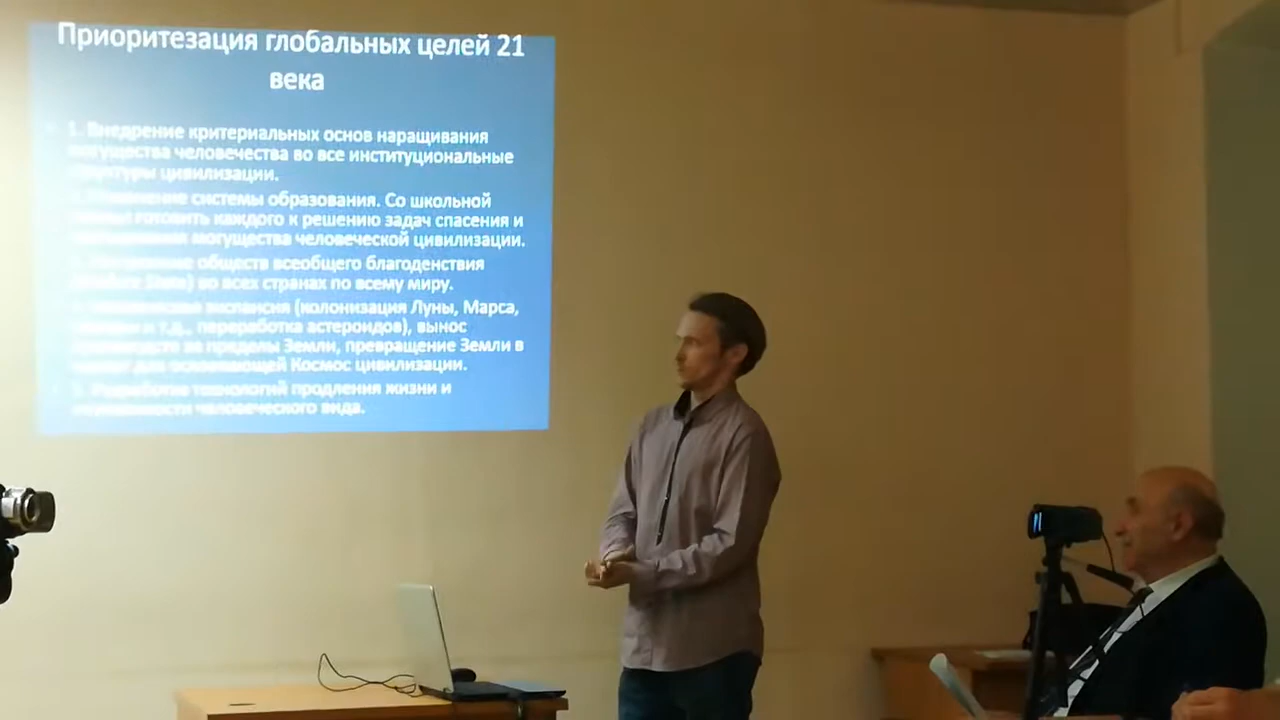 Приоритезация глобальных целей 21
века
1. Внедрение критериальных основ наращивания
могущества человечества во все институциональные
структуры цивилизации.
системы образования. Со школьной
готовить каждого к решению задач спасения и
могущества человеческой цивилизации.
обществ всеобщего благоденствия
во всех странах по всему миру.
экспансия (колонизация Луны, Марса,
и т.д., переработка астероидов), вынос
за пределы Земли, превращение Земли в
для осваивающей Космос цивилизации.
5. Разработка технологий продления жизни и
человеческого вида.